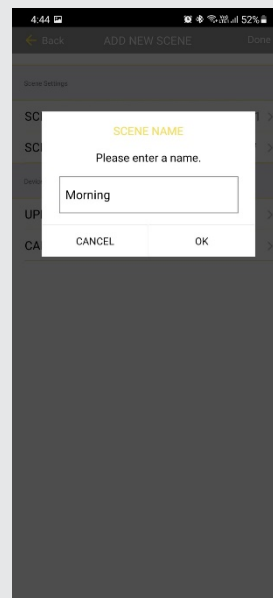 4:44 52%
Back ADD NEW SCENE Done
Scene Settings
SC 1
SC
SCENE NAME
Please enter a name.
Morning
CANCEL OK
UP
CA